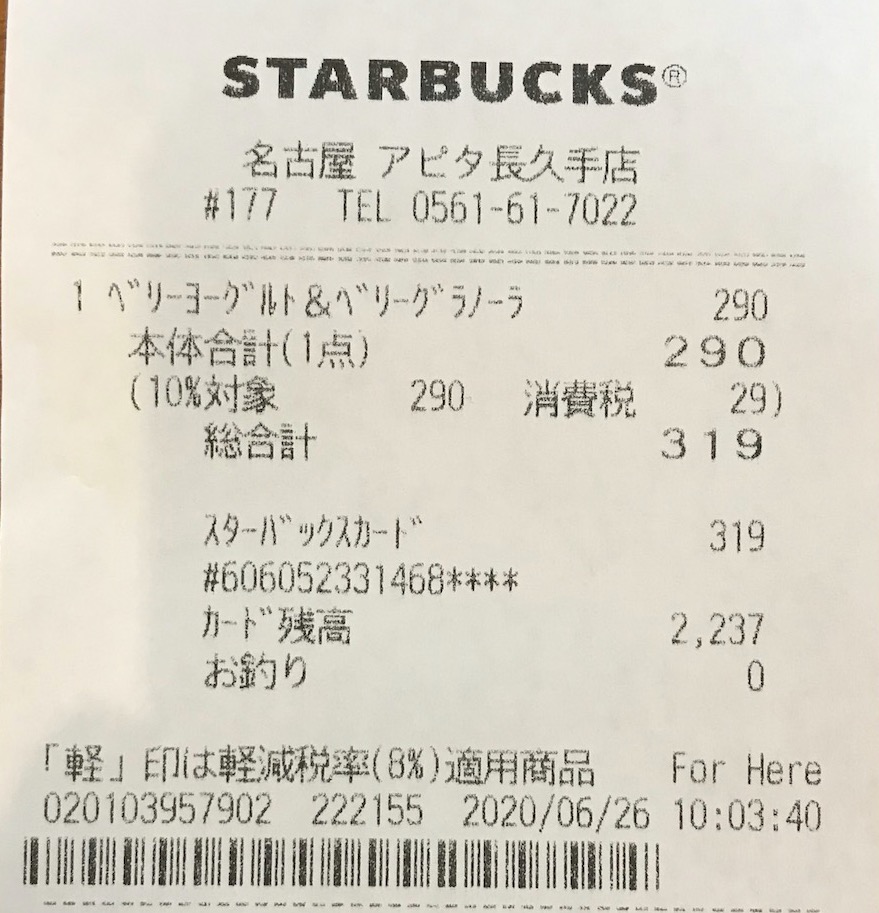 STARBUCKS®
名古屋 アピタ長久手店
#177 TEL 0561-61-7022
1 ﾍﾞﾘｰﾖｰｸﾞﾙﾄ&ﾍﾞﾘｰｸﾞﾗﾉｰﾗ 290
本体合計(1点) 290
(10%対象 290 消費税 29)
総合計 319
ｽﾀｰﾊﾞｯｸｽｶｰﾄﾞ 319
#606052331468****
ｶｰﾄﾞ残高 2,237
お釣り 0
「軽」印は軽減税率(8%)適用商品 For Here
020103957902 222155 2020/06/26 10:03:40